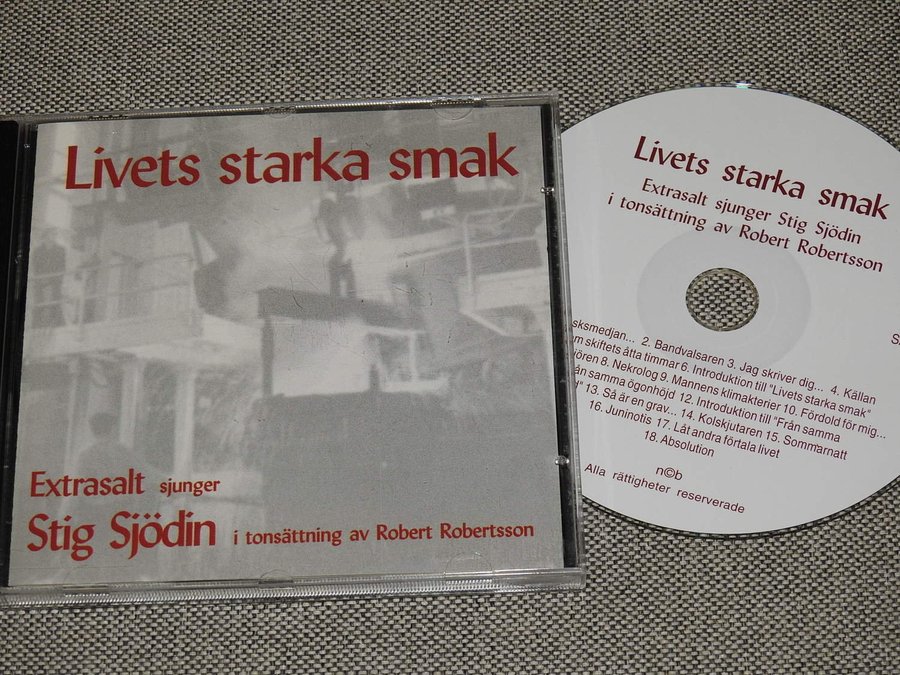 Livets starka smak
Extrasalt sjunger
Stig Sjödin i tonsättning av Robert Robertsson
Livets starka smak
Extrasalt sjunger Stig Sjödin
i tonsättning av Robert Robertsson
sksmedjan... 2. Bandvalsaren 3. Jag skriver dig... 4. Källan
m skiftets åtta timmar 6. Introduktion till "Livets starka smak"
ören 8. Nekrolog 9. Mannens klimakterier 10. Fördold för mig...
ån samma ögonhöjd 12. Introduktion till "Från samma
d" 13. Så är en grav... 14. Kolskjutaren 15. Sommarnatt
16. Juninotis 17. Låt andra förtala livet
18. Absolution
n©b
Alla rättigheter reserverade